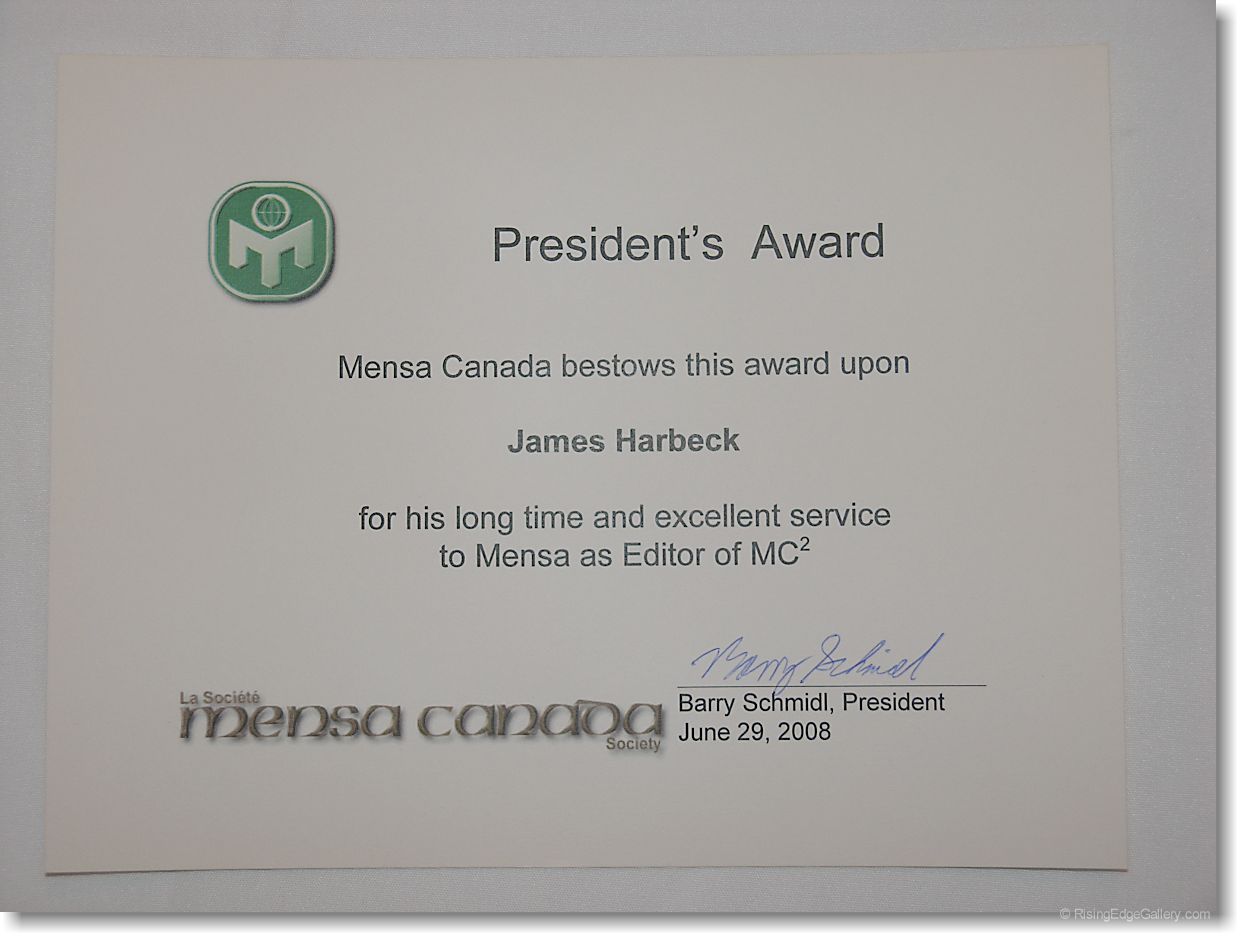 President's Award
Mensa Canada bestows this award upon
James Harbeck
for his long time and excellent service
to Mensa as Editor of MC²
Barry Schmidl
La Société
mensa canada
Society
Barry Schmidl, President
June 29, 2008
© RisingEdgeGallery.com